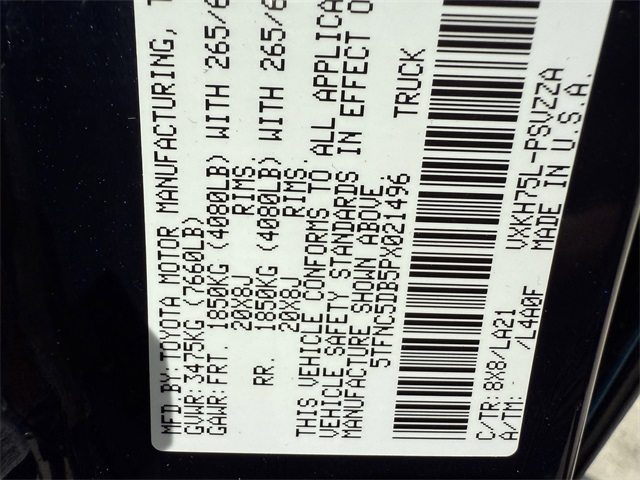 MFD.BY:TOYOTA MOTOR MANUFACTURING,
GVWR:3475KG (7660LB)
GAWR:FRT. 1850KG (4080LB) WITH 265/6
20X8J RIMS.
RR. 1850KG (4080LB) WITH 265/6
20X8J RIMS.
THIS VEHICLE CONFORMS TO ALL APPLICA
VEHICLE SAFETY STANDARDS IN EFFECT O
MANUFACTURE SHOWN ABOVE
5TFNC5DB5PX021496 TRUCK
C/TR:8X8/LA21 VXKH75L-PSVZZA
A/TM: /L4A0F MADE IN U.S.A.